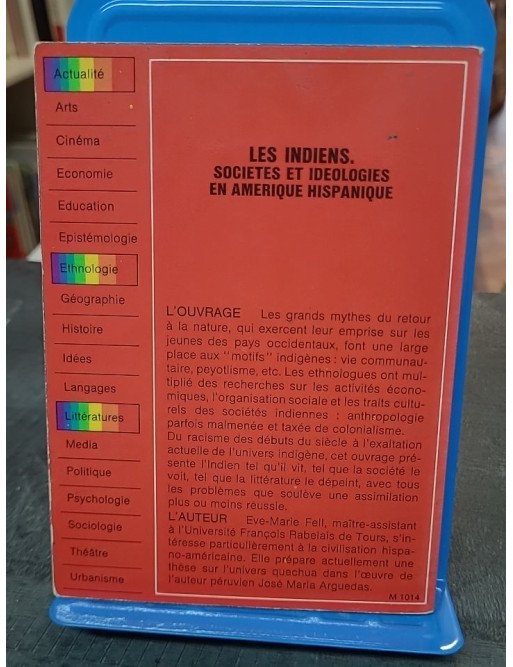 Actualité
Arts
Cinéma
Economie
Education
Epistémologie
Ethnologie
Géographie
Histoire
Idées
Langages
Littératures
Media
Politique
Psychologie
Sociologie
Théâtre
Urbanisme
LES INDIENS.
SOCIETES ET IDEOLOGIES
EN AMERIQUE HISPANIQUE
L'OUVRAGE Les grands mythes du retour
à la nature, qui exercent leur emprise sur les
jeunes des pays occidentaux, font une large
place aux "motifs" indigènes : vie communau-
taire, peyotlisme, etc. Les ethnologues ont mul-
tiplié des recherches sur les activités écono-
miques, l'organisation sociale et les traits cultu-
rels des sociétés indiennes : anthropologie
parfois malmenée et taxée de colonialisme.
Du racisme des débuts du siècle à l'exaltation
actuelle de l'univers indigène, cet ouvrage pré-
sente l'Indien tel qu'il vit, tel que la société le
voit, tel que la littérature le dépeint, avec tous
les problèmes que soulève une assimilation
plus ou moins réussie.
L'AUTEUR Eve-Marie Fell, maître-assistant
à l'Université François Rabelais de Tours, s'in-
téresse particulièrement à la civilisation hispa-
no-américaine. Elle prépare actuellement une
thèse sur l'univers quechua dans l'œuvre de
l'auteur péruvien José Maria Arguedas.
M 1014